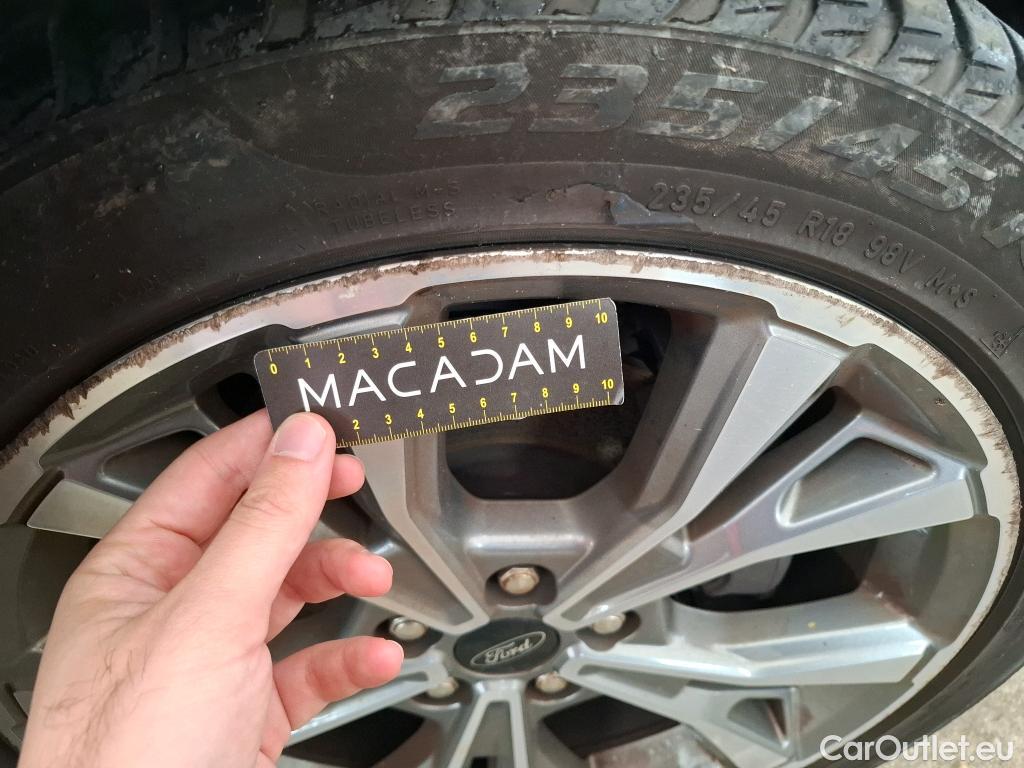 235/45 R
RADIAL M+S
TUBELESS
235/45 R18 98V M+S
0 1 2 3 4 5 6 7 8 9 10
MACADAM
2 3 4 5 6 7 8 9 10
Ford
CarOutlet.eu